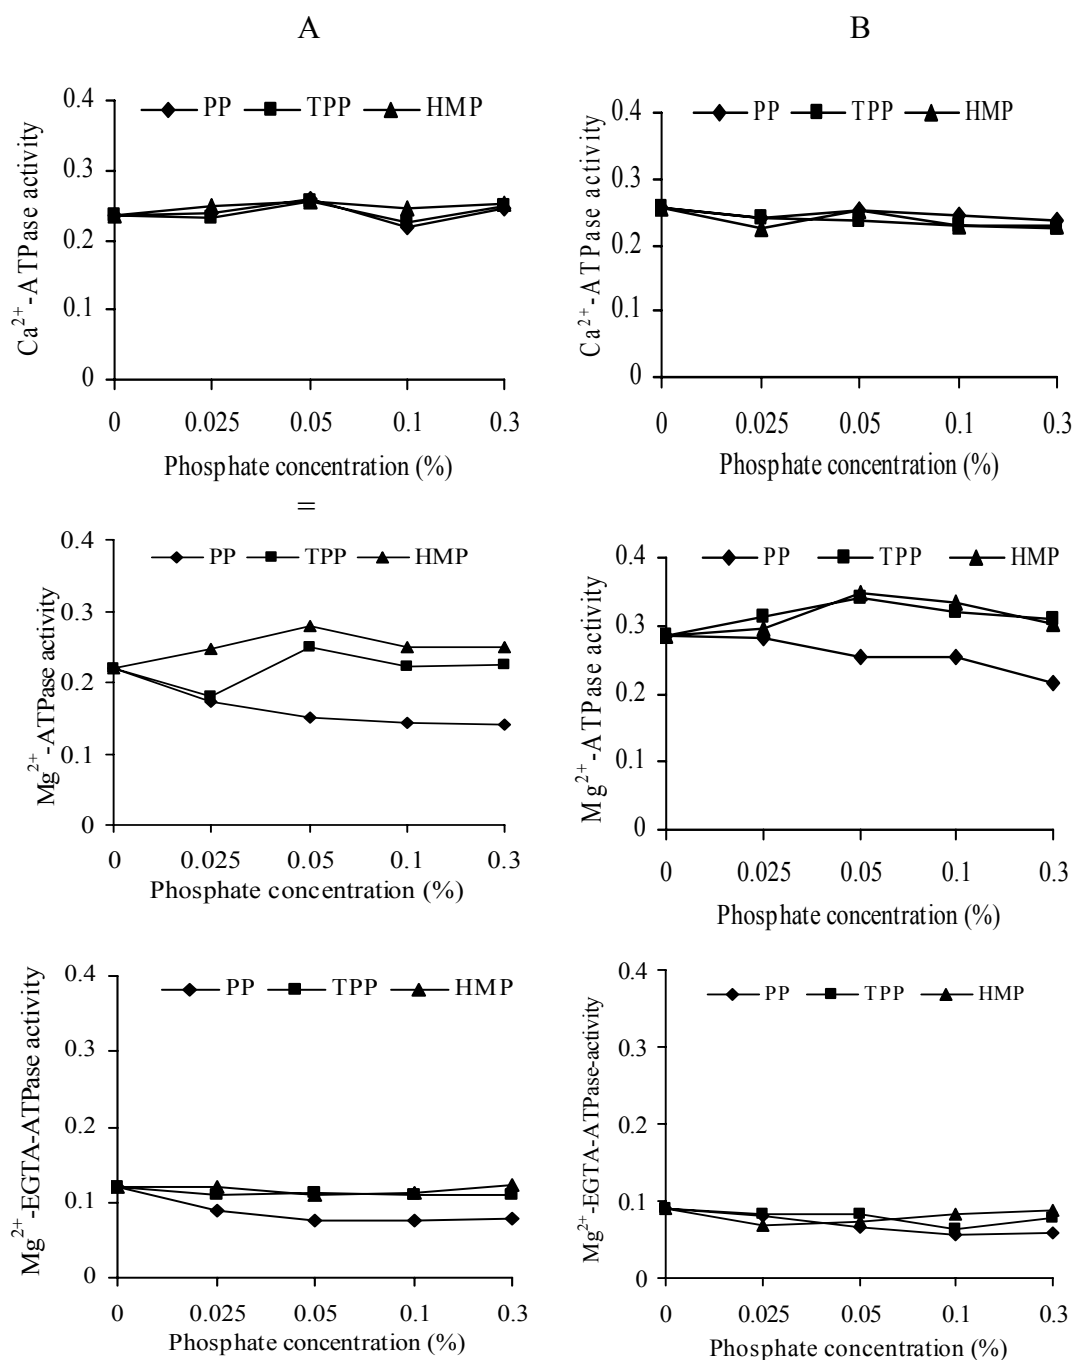 A
B
PP TPP HMP
Ca²⁺-ATPase activity
0.4
0.3
0.2
0.1
0
0 0.025 0.05 0.1 0.3
Phosphate concentration (%)
PP TPP HMP
Ca²⁺-ATPase activity
0.4
0.3
0.2
0.1
0
0 0.025 0.05 0.1 0.3
Phosphate concentration (%)
=
PP TPP HMP
Mg²⁺-ATPase activity
0.4
0.3
0.2
0.1
0
0 0.025 0.05 0.1 0.3
Phosphate concentration (%)
PP TPP HMP
Mg²⁺-ATPase activity
0.4
0.3
0.2
0.1
0
0 0.025 0.05 0.1 0.3
Phosphate concentration (%)
PP TPP HMP
Mg²⁺-EGTA-ATPase activity
0.4
0.3
0.2
0.1
0
0 0.025 0.05 0.1 0.3
Phosphate concentration (%)
PP TPP HMP
Mg²⁺-EGTA-ATPase-activity
0.4
0.3
0.2
0.1
0
0 0.025 0.05 0.1 0.3
Phosphate concentration (%)